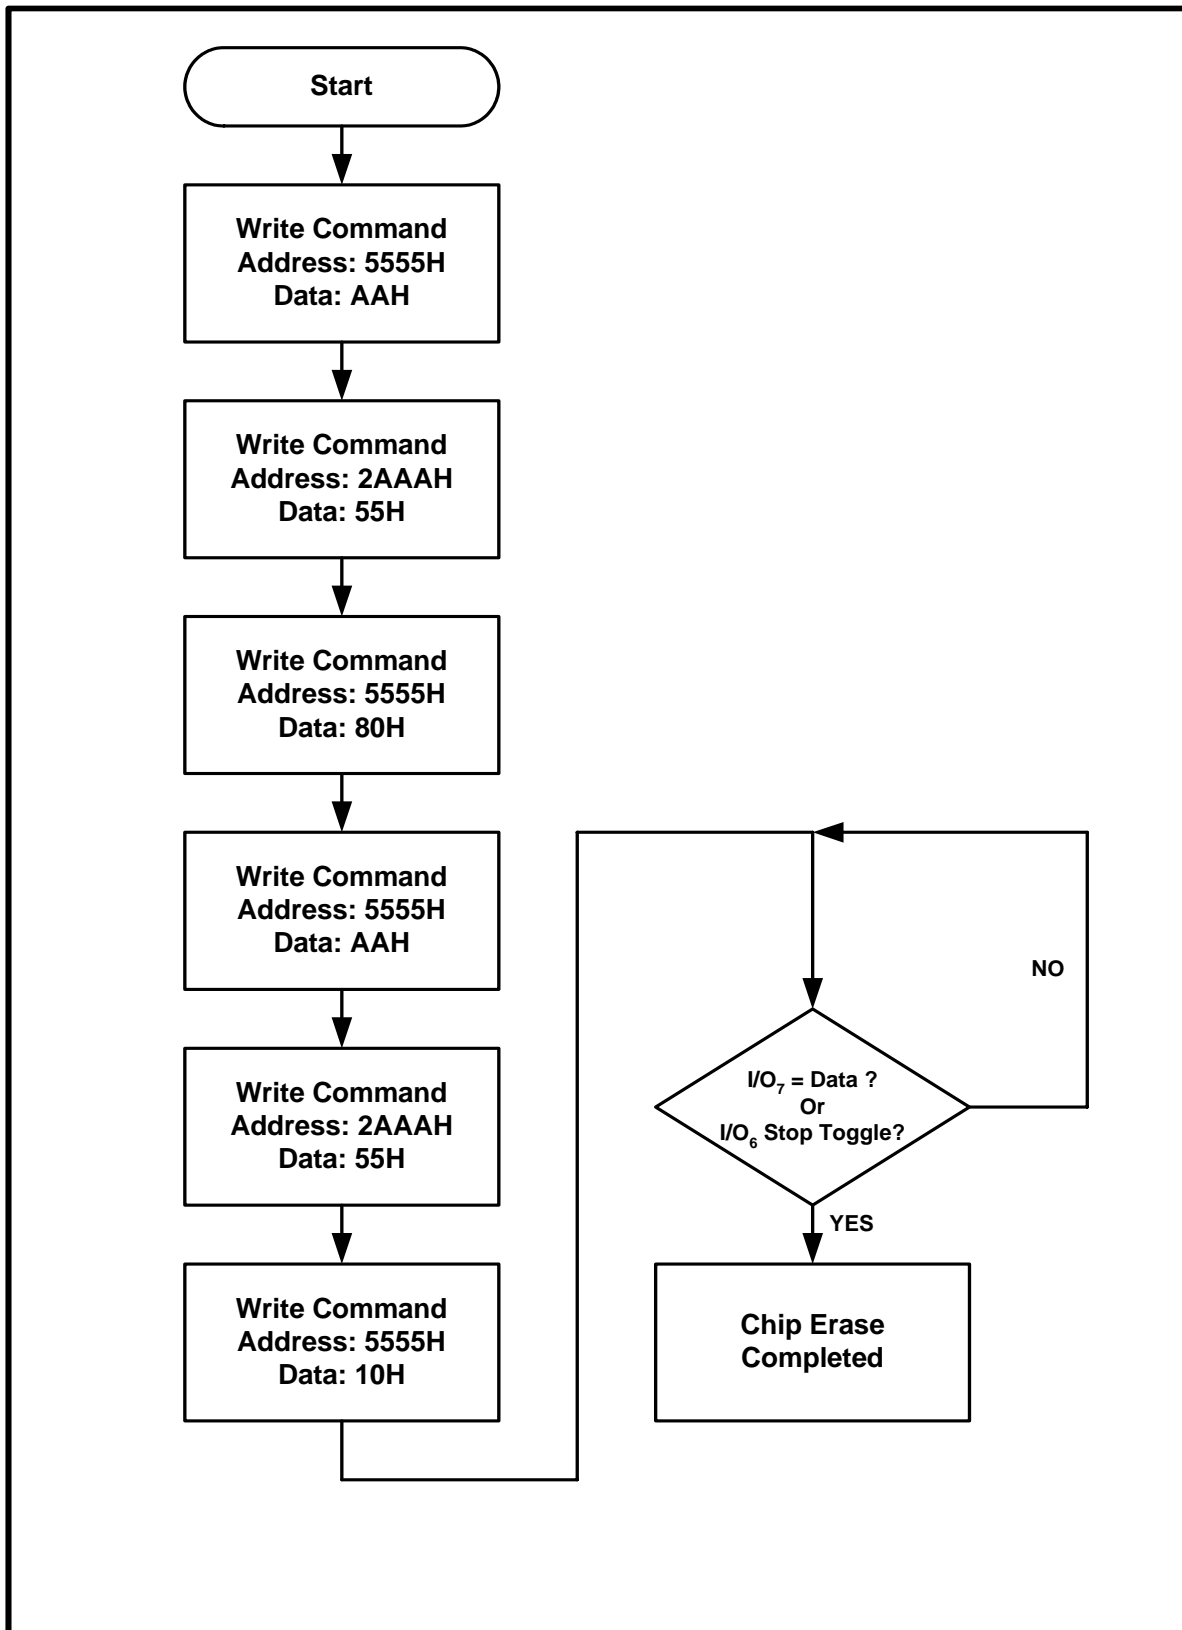 Start
Write Command
Address: 5555H
Data: AAH
Write Command
Address: 2AAAH
Data: 55H
Write Command
Address: 5555H
Data: 80H
Write Command
Address: 5555H
Data: AAH
Write Command
Address: 2AAAH
Data: 55H
Write Command
Address: 5555H
Data: 10H
NO
I/O7 = Data ?
Or
I/O6 Stop Toggle?
YES
Chip Erase
Completed